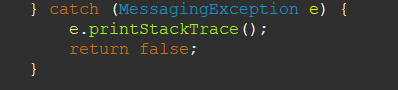 } catch (MessagingException e) {
    e.printStackTrace();
    return false;
}